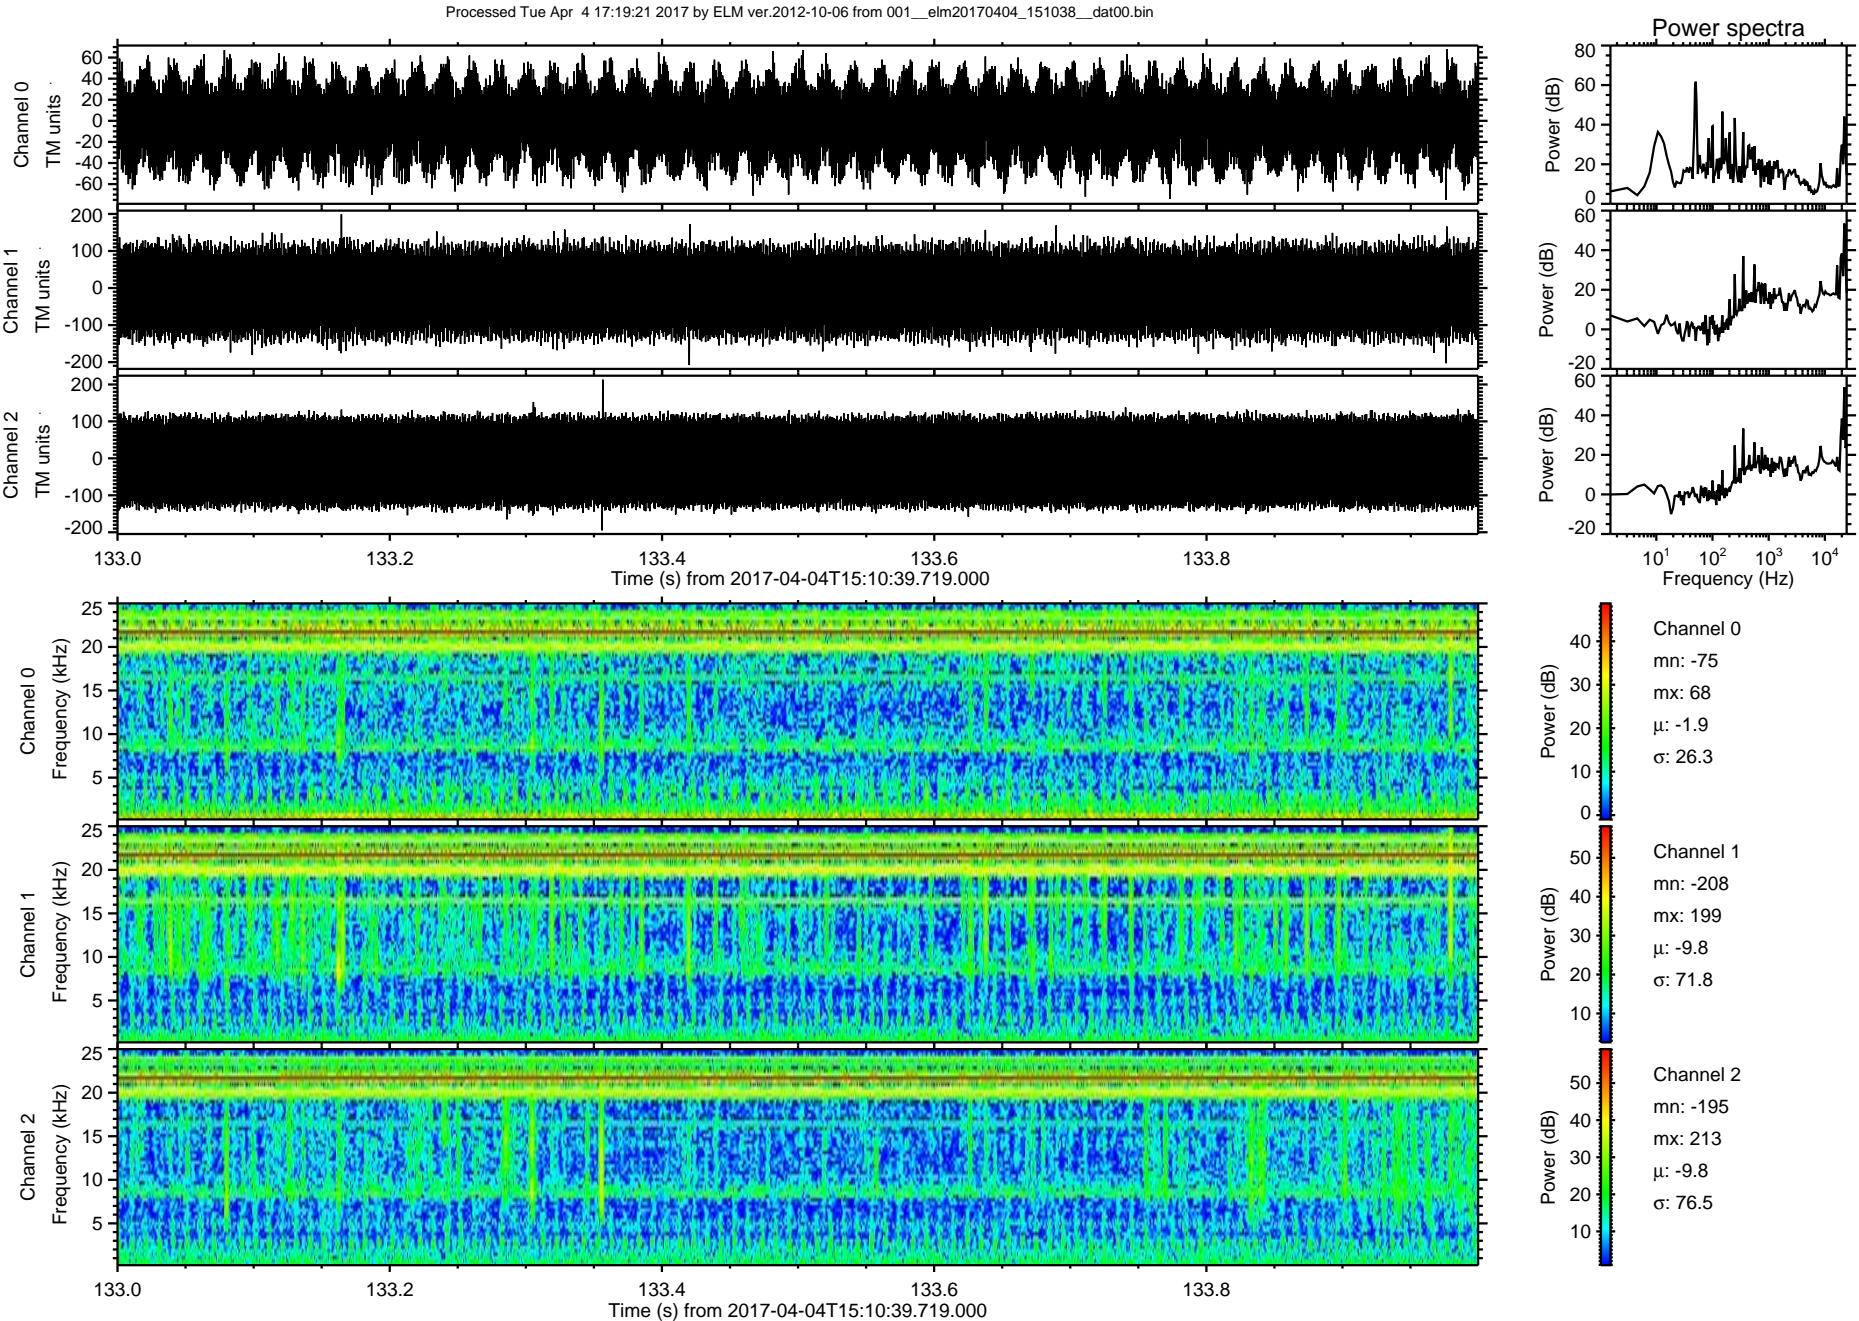 Processed Tue Apr  4 17:19:21 2017 by ELM ver.2012-10-06 from 001__elm20170404_151038__dat00.bin
Power spectra
Channel 0
TM units
60
40
20
0
-20
-40
-60
Power (dB)
80
60
40
20
0
Channel 1
TM units
200
100
0
-100
-200
Power (dB)
60
40
20
0
-20
Channel 2
TM units
200
100
0
-100
-200
Power (dB)
60
40
20
0
-20
133.0 133.2 133.4 133.6 133.8
Time (s) from 2017-04-04T15:10:39.719.000
10¹ 10² 10³ 10⁴
Frequency (Hz)
Channel 0
Frequency (kHz)
25
20
15
10
5
Power (dB)
40
30
20
10
0
Channel 0
mn: -75
mx: 68
μ: -1.9
σ: 26.3
Channel 1
Frequency (kHz)
25
20
15
10
5
Power (dB)
50
40
30
20
10
Channel 1
mn: -208
mx: 199
μ: -9.8
σ: 71.8
Channel 2
Frequency (kHz)
25
20
15
10
5
Power (dB)
50
40
30
20
10
Channel 2
mn: -195
mx: 213
μ: -9.8
σ: 76.5
133.0 133.2 133.4 133.6 133.8
Time (s) from 2017-04-04T15:10:39.719.000